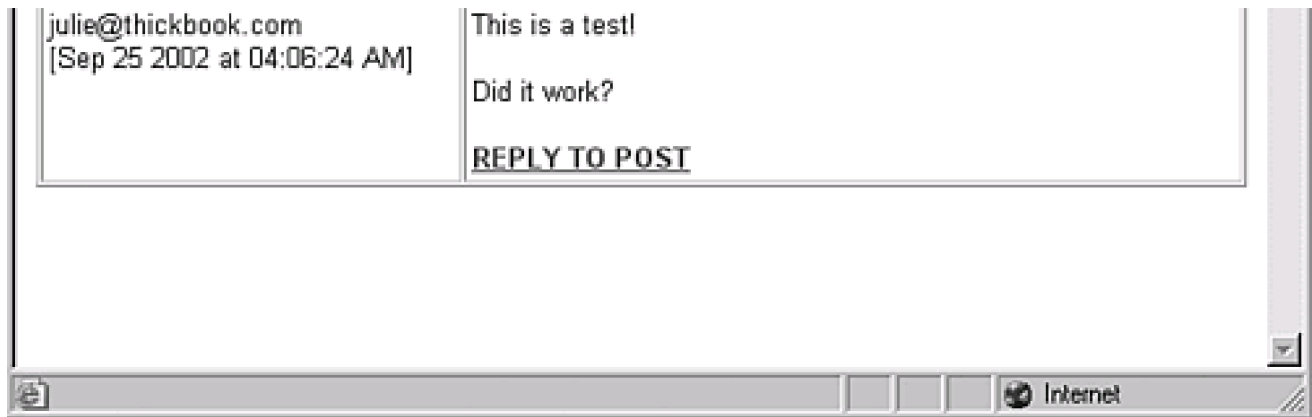 julie@thickbook.com
[Sep 25 2002 at 04:06:24 AM]
This is a test!
Did it work?
REPLY TO POST
Internet